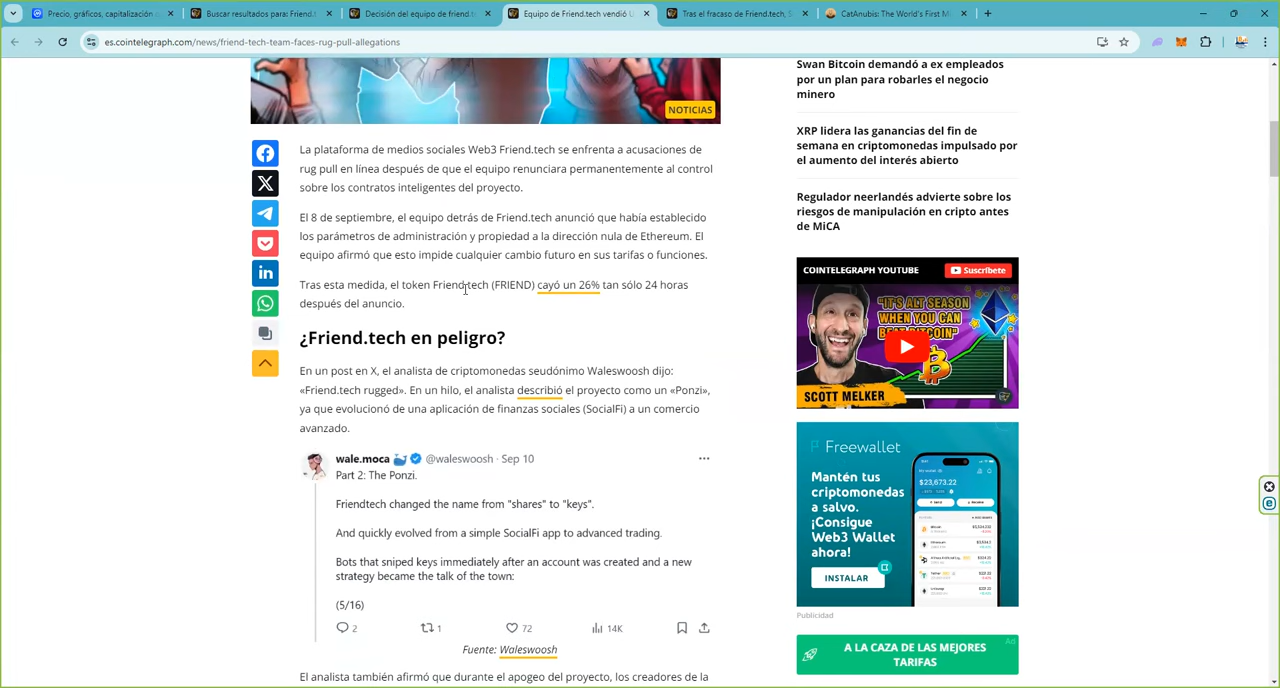 Precio, gráficos, capitalización
Buscar resultados para: Friend.t
Decisión del equipo de friend.te
Equipo de Friend.tech vendió U
Tras el fracaso de Friend.tech, S
CatAnubis: The World's First M
es.cointelegraph.com/news/friend-tech-team-faces-rug-pull-allegations
NOTICIAS
La plataforma de medios sociales Web3 Friend.tech se enfrenta a acusaciones de
rug pull en línea después de que el equipo renunciara permanentemente al control
sobre los contratos inteligentes del proyecto.
El 8 de septiembre, el equipo detrás de Friend.tech anunció que había establecido
los parámetros de administración y propiedad a la dirección nula de Ethereum. El
equipo afirmó que esto impide cualquier cambio futuro en sus tarifas o funciones.
Tras esta medida, el token Friend.tech (FRIEND) cayó un 26% tan sólo 24 horas
después del anuncio.
¿Friend.tech en peligro?
En un post en X, el analista de criptomonedas seudónimo Waleswoosh dijo:
«Friend.tech rugged». En un hilo, el analista describió el proyecto como un «Ponzi»,
ya que evolucionó de una aplicación de finanzas sociales (SocialFi) a un comercio
avanzado.
wale.moca @waleswoosh · Sep 10
Part 2: The Ponzi.
Friendtech changed the name from "shares" to "keys".
And quickly evolved from a simple SocialFi app to advanced trading.
Bots that sniped keys immediately after an account was created and a new
strategy became the talk of the town:
(5/16)
2 1 72 14K
Fuente: Waleswoosh
El analista también afirmó que durante el apogeo del proyecto, los creadores de la
Swan Bitcoin demandó a ex empleados
por un plan para robarles el negocio
minero
XRP lidera las ganancias del fin de
semana en criptomonedas impulsado por
el aumento del interés abierto
Regulador neerlandés advierte sobre los
riesgos de manipulación en cripto antes
de MiCA
COINTELEGRAPH YOUTUBE
Suscríbete
"IT'S ALT SEASON
WHEN YOU CAN
BEAT BITCOIN"
SCOTT MELKER
Freewallet
Mantén tus
criptomonedas
a salvo.
¡Consigue
Web3 Wallet
ahora!
INSTALAR
$23,673.22
Publicidad
A LA CAZA DE LAS MEJORES
TARIFAS
Ad